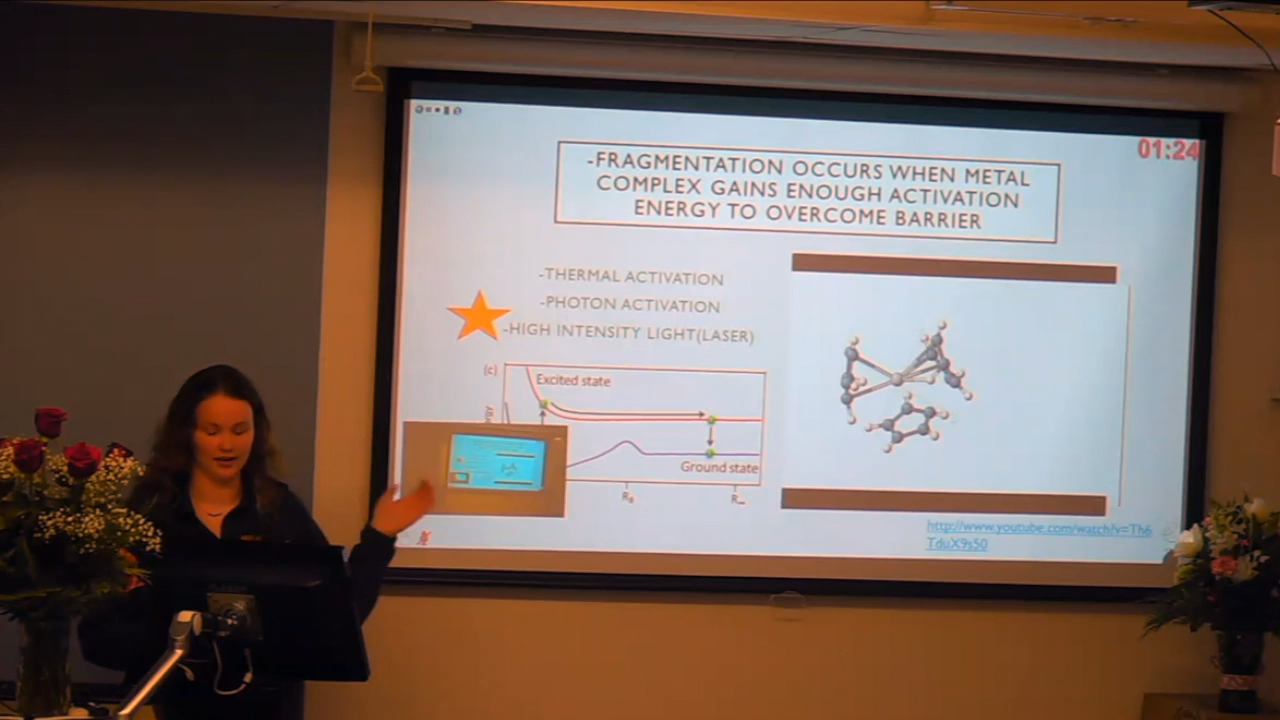 01:24
-FRAGMENTATION OCCURS WHEN METAL
COMPLEX GAINS ENOUGH ACTIVATION
ENERGY TO OVERCOME BARRIER
-THERMAL ACTIVATION
-PHOTON ACTIVATION
-HIGH INTENSITY LIGHT(LASER)
(c)
Excited state
Ground state
http://www.youtube.com/watch?v=Th6
TduX9s50